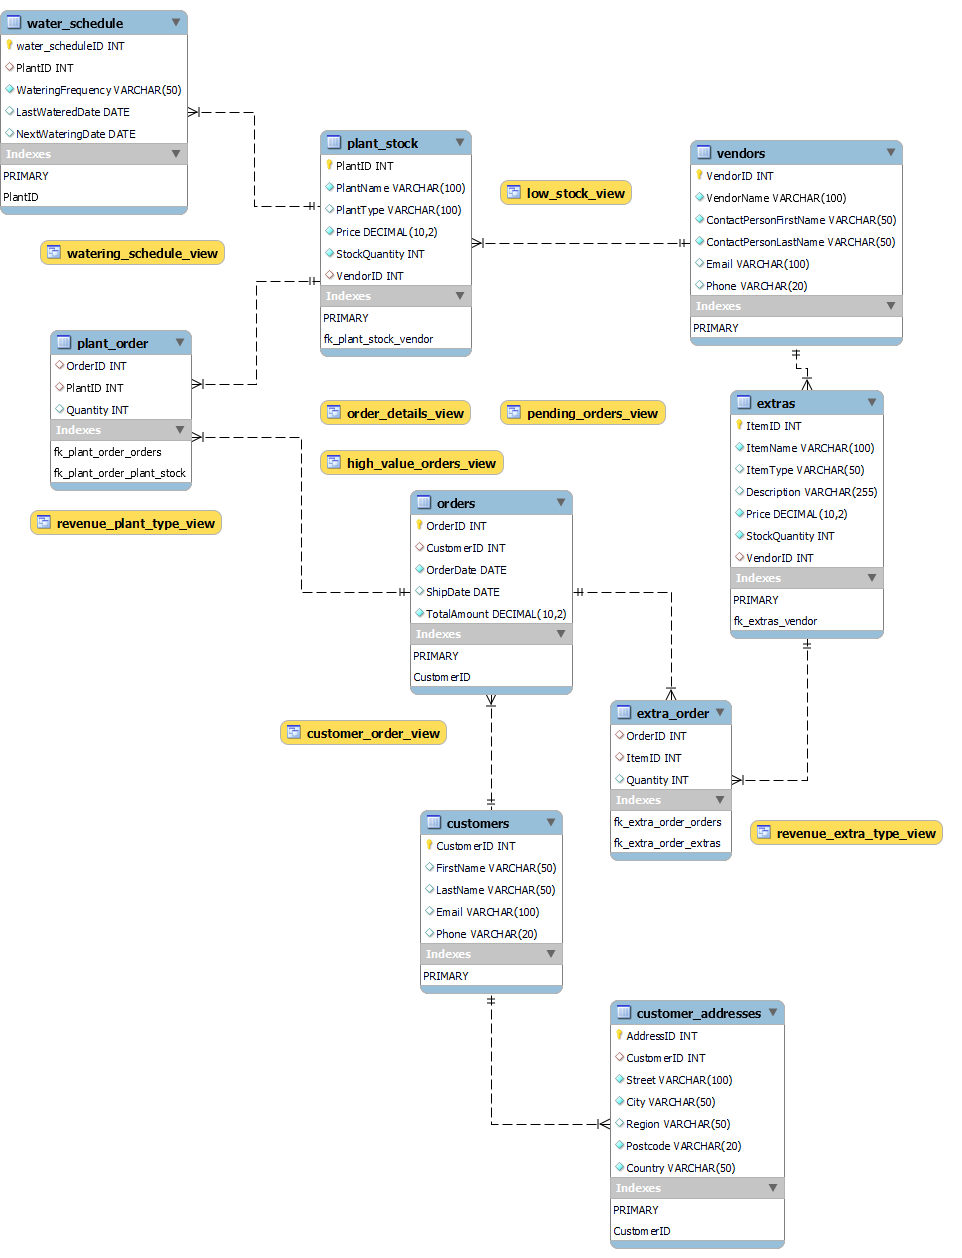 water_schedule
water_scheduleID INT
PlantID INT
WateringFrequency VARCHAR(50)
LastWateredDate DATE
NextWateringDate DATE
Indexes
PRIMARY
PlantID
watering_schedule_view
plant_stock
PlantID INT
PlantName VARCHAR(100)
PlantType VARCHAR(100)
Price DECIMAL(10,2)
StockQuantity INT
VendorID INT
Indexes
PRIMARY
fk_plant_stock_vendor
low_stock_view
vendors
VendorID INT
VendorName VARCHAR(100)
ContactPersonFirstName VARCHAR(50)
ContactPersonLastName VARCHAR(50)
Email VARCHAR(100)
Phone VARCHAR(20)
Indexes
PRIMARY
plant_order
OrderID INT
PlantID INT
Quantity INT
Indexes
fk_plant_order_orders
fk_plant_order_plant_stock
revenue_plant_type_view
order_details_view
pending_orders_view
high_value_orders_view
extras
ItemID INT
ItemName VARCHAR(100)
ItemType VARCHAR(50)
Description VARCHAR(255)
Price DECIMAL(10,2)
StockQuantity INT
VendorID INT
Indexes
PRIMARY
fk_extras_vendor
orders
OrderID INT
CustomerID INT
OrderDate DATE
ShipDate DATE
TotalAmount DECIMAL(10,2)
Indexes
PRIMARY
CustomerID
customer_order_view
extra_order
OrderID INT
ItemID INT
Quantity INT
Indexes
fk_extra_order_orders
fk_extra_order_extras
revenue_extra_type_view
customers
CustomerID INT
FirstName VARCHAR(50)
LastName VARCHAR(50)
Email VARCHAR(100)
Phone VARCHAR(20)
Indexes
PRIMARY
customer_addresses
AddressID INT
CustomerID INT
Street VARCHAR(100)
City VARCHAR(50)
Region VARCHAR(50)
Postcode VARCHAR(20)
Country VARCHAR(50)
Indexes
PRIMARY
CustomerID